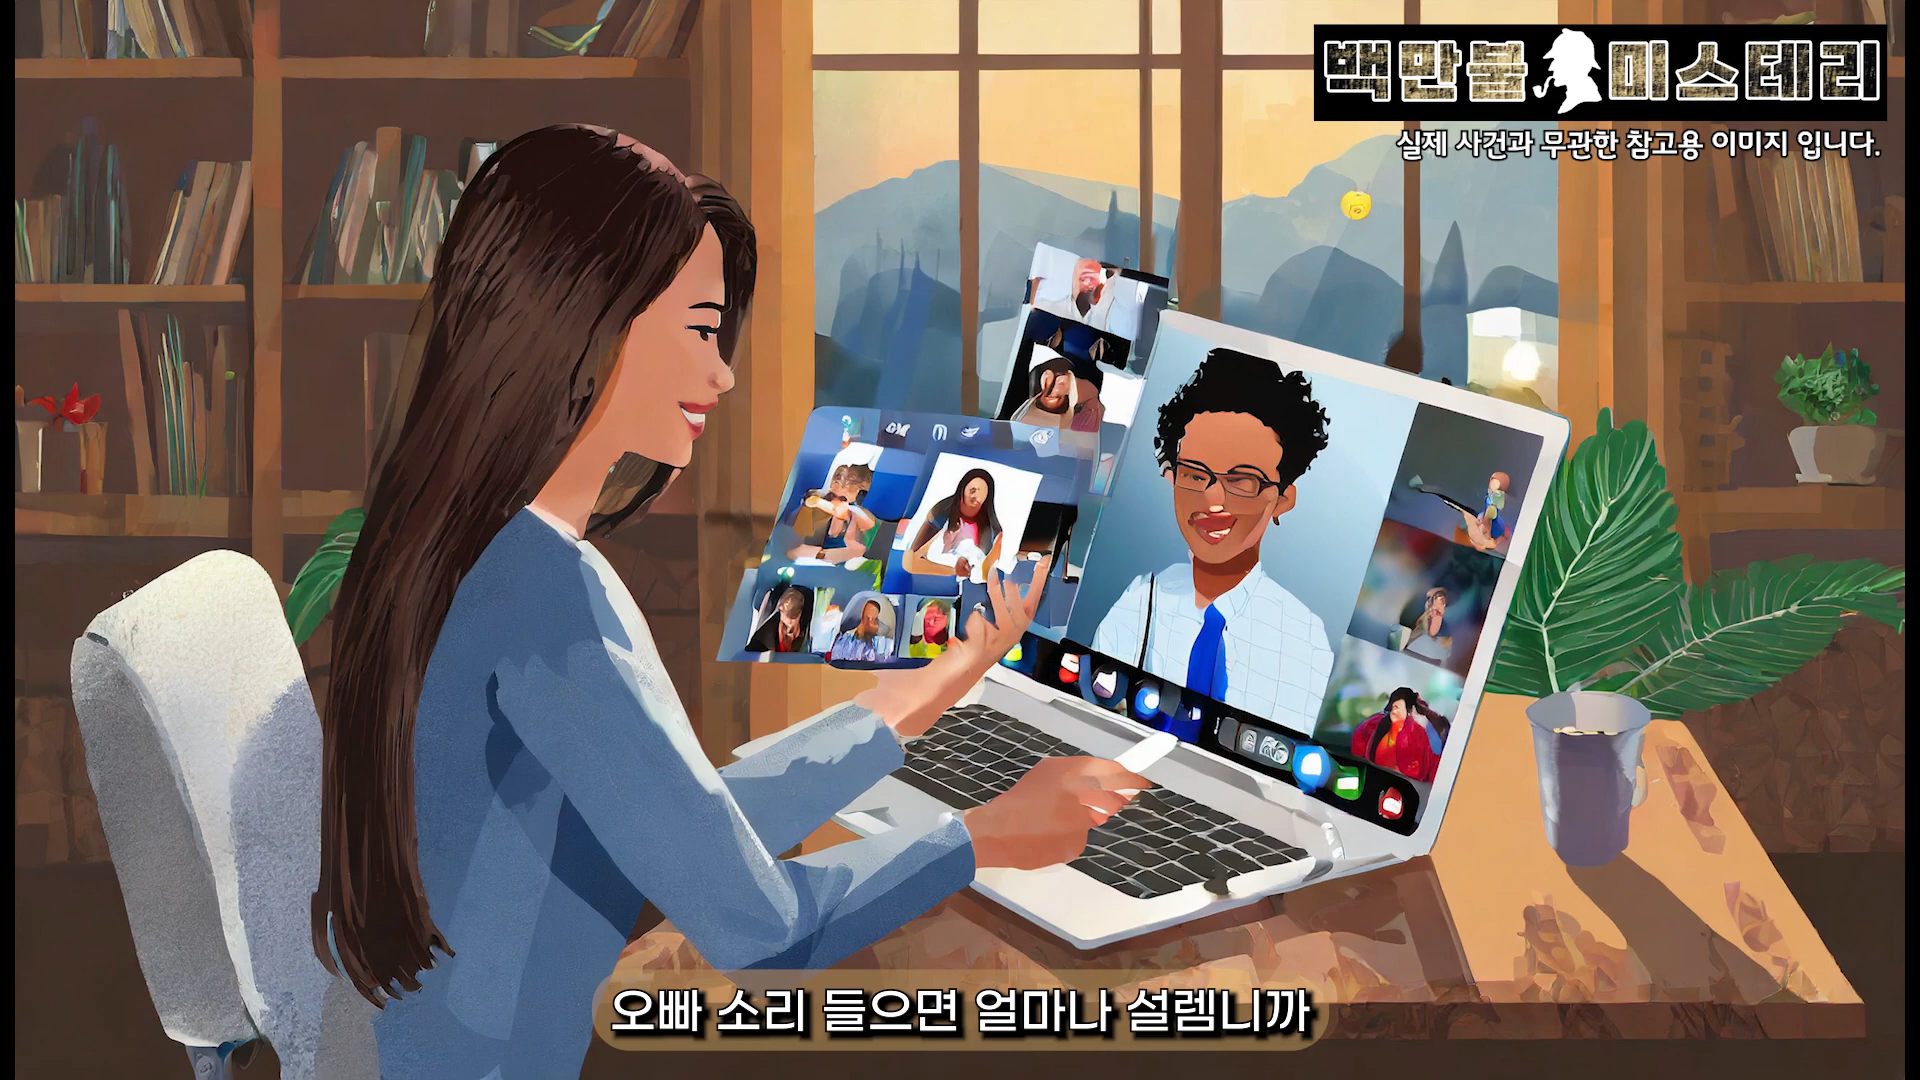 백만불 미스테리
실제 사건과 무관한 참고용 이미지 입니다.
오빠 소리 들으면 얼마나 설렘니까